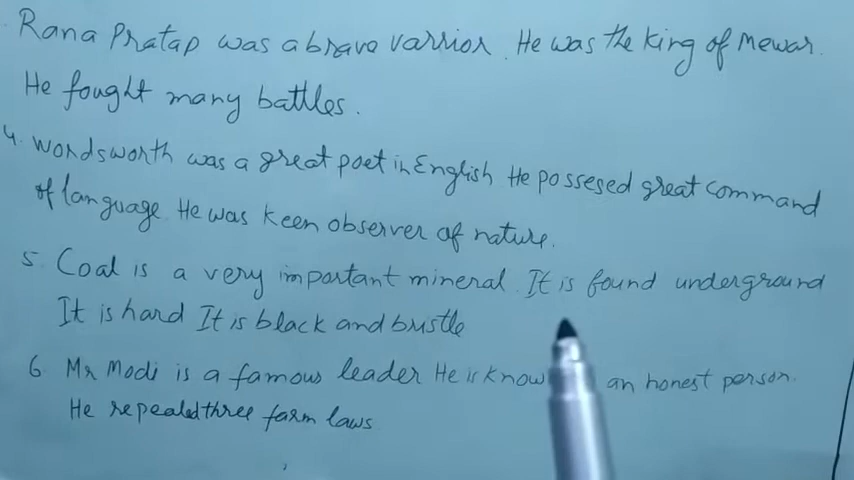 Rana Pratap was a brave varrior. He was the king of Mewar.
He fought many battles.
4. Wordsworth was a great poet in English He possesed great command
of language. He was keen observer of nature.
5. Coal is a very important mineral. It is found underground
It is hard It is black and bristle
6 Mr Modi is a famous leader He is know an honest person.
He repealed three farm laws